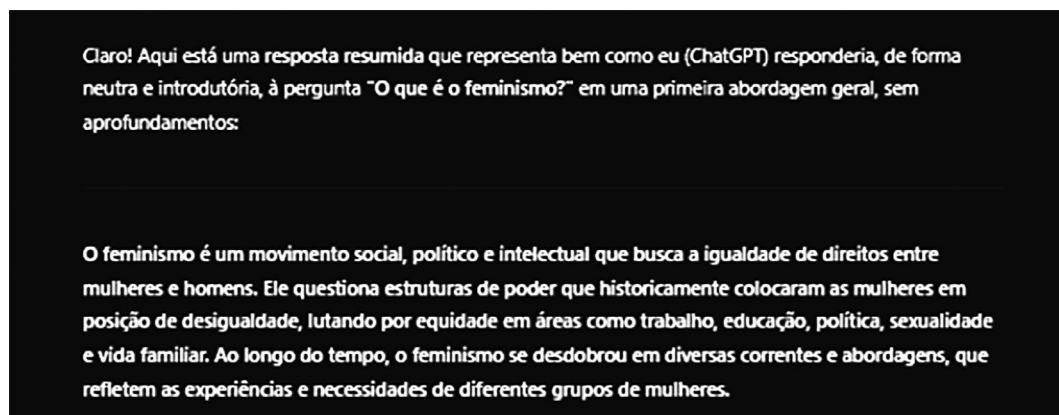 Claro! Aqui está uma resposta resumida que representa bem como eu (ChatGPT) responderia, de forma
neutra e introdutória, à pergunta "O que é o feminismo?" em uma primeira abordagem geral, sem
aprofundamentos:
O feminismo é um movimento social, político e intelectual que busca a igualdade de direitos entre
mulheres e homens. Ele questiona estruturas de poder que historicamente colocaram as mulheres em
posição de desigualdade, lutando por equidade em áreas como trabalho, educação, política, sexualidade
e vida familiar. Ao longo do tempo, o feminismo se desdobrou em diversas correntes e abordagens, que
refletem as experiências e necessidades de diferentes grupos de mulheres.